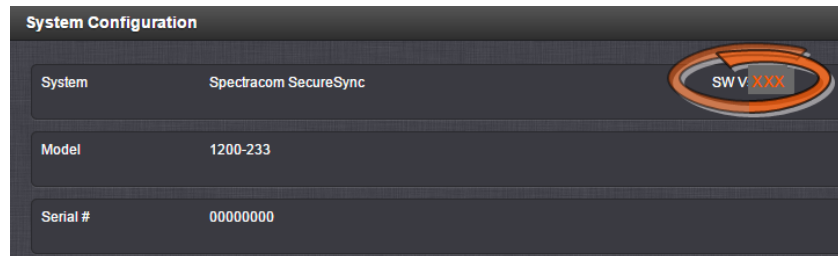 System Configuration
System Spectracom SecureSync SW V XXX
Model 1200-233
Serial # 00000000